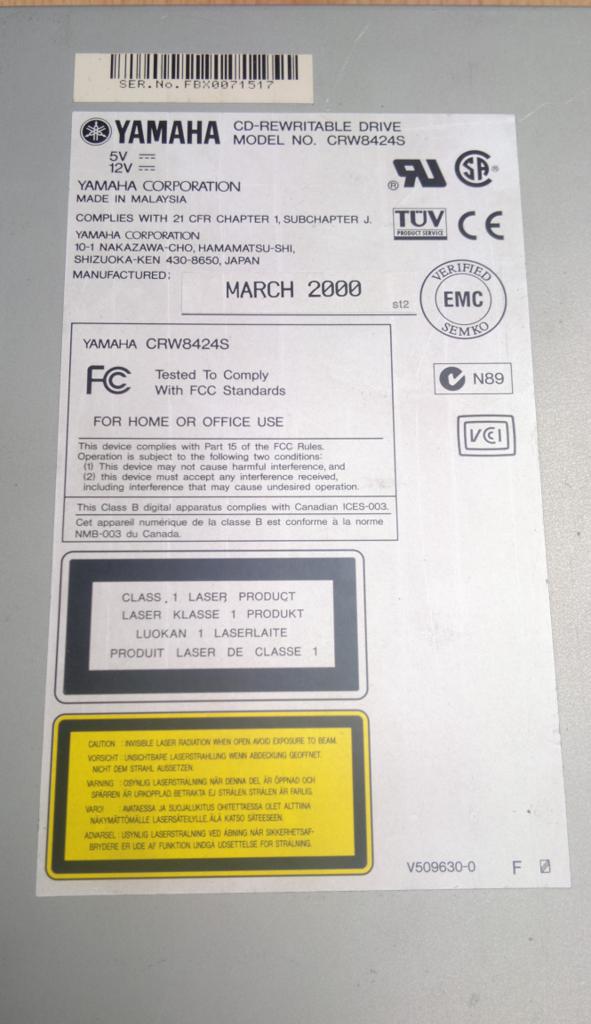 SER.No.FBX0071517
YAMAHA
CD-REWRITABLE DRIVE
MODEL NO. CRW8424S
5V
12V
YAMAHA CORPORATION
MADE IN MALAYSIA
COMPLIES WITH 21 CFR CHAPTER 1, SUBCHAPTER J.
YAMAHA CORPORATION
10-1 NAKAZAWA-CHO, HAMAMATSU-SHI,
SHIZUOKA-KEN 430-8650, JAPAN
MANUFACTURED:
MARCH 2000
st2
TÜV
PRODUCT SERVICE
CE
VERIFIED
EMC
SEMKO
N89
VCI
YAMAHA CRW8424S
FC
Tested To Comply
With FCC Standards
FOR HOME OR OFFICE USE
This device complies with Part 15 of the FCC Rules.
Operation is subject to the following two conditions:
(1) This device may not cause harmful interference, and
(2) this device must accept any interference received,
including interference that may cause undesired operation.
This Class B digital apparatus complies with Canadian ICES-003.
Cet appareil numérique de la classe B est conforme à la norme
NMB-003 du Canada.
CLASS 1 LASER PRODUCT
LASER KLASSE 1 PRODUKT
LUOKAN 1 LASERLAITE
PRODUIT LASER DE CLASSE 1
CAUTION : INVISIBLE LASER RADIATION WHEN OPEN. AVOID EXPOSURE TO BEAM.
VORSICHT : UNSICHTBARE LASERSTRAHLUNG WENN ABDECKUNG GEÖFFNET.
NICHT DEM STRAHL AUSSETZEN.
VARNING : OSYNLIG LASERSTRÅLNING NÄR DENNA DEL ÄR ÖPPNAD OCH
SPÄRREN ÄR URKOPPLAD. BETRAKTA EJ STRÅLEN. STRÅLEN ÄR FARLIG.
VARO! : AVATAESSA JA SUOJALUKITUS OHITETTAESSA OLET ALTTIINA
NÄKYMÄTTÖMÄLLE LASERSÄTEILYLLE. ÄLÄ KATSO SÄTEESEEN.
ADVARSEL : USYNLIG LASERSTRÅLNING VED ÅBNING NÅR SIKKERHETSAF-
BRYDERE ER UDE AF FUNKTION. UNDGÅ UDSETTELSE FOR STRÅLNING.
V509630-0 F